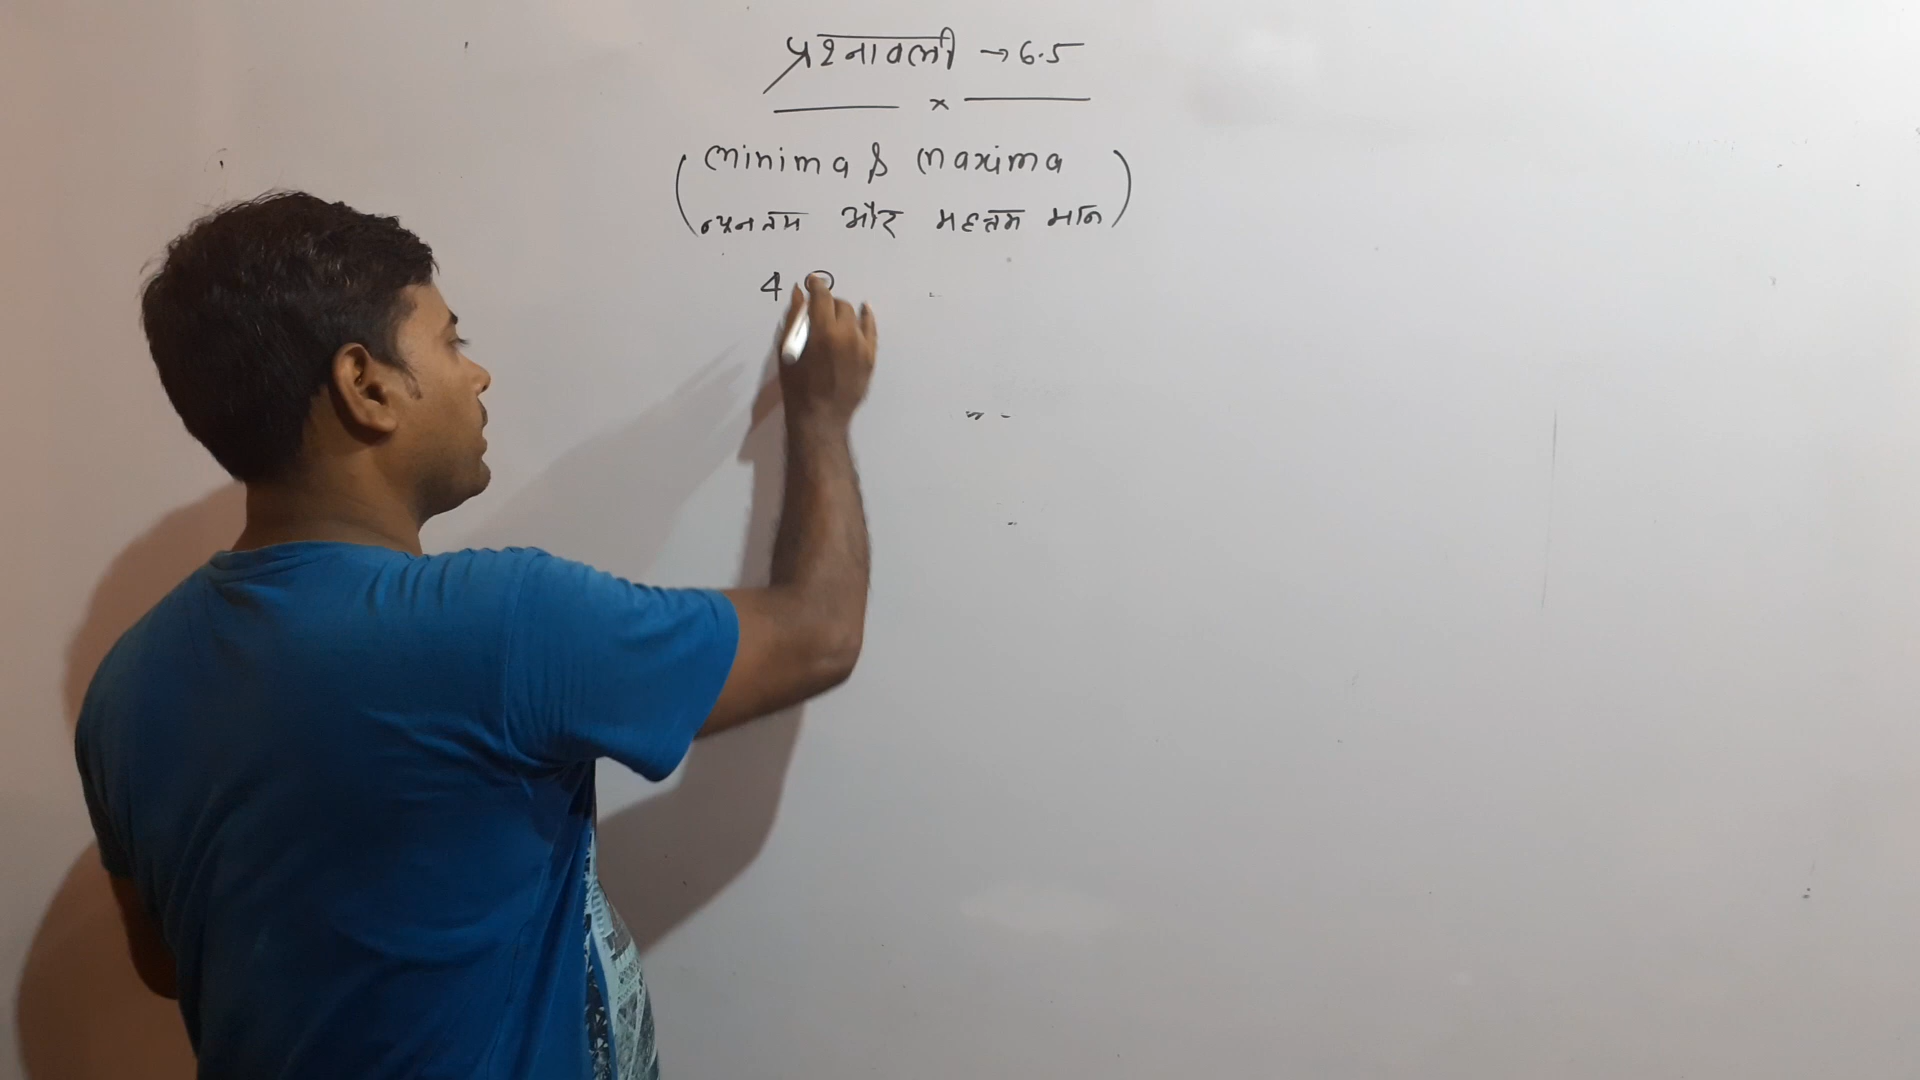 प्रश्नावली → 6.5
x
(Minima & Maxima
न्यूनतम और महत्तम मान)
4